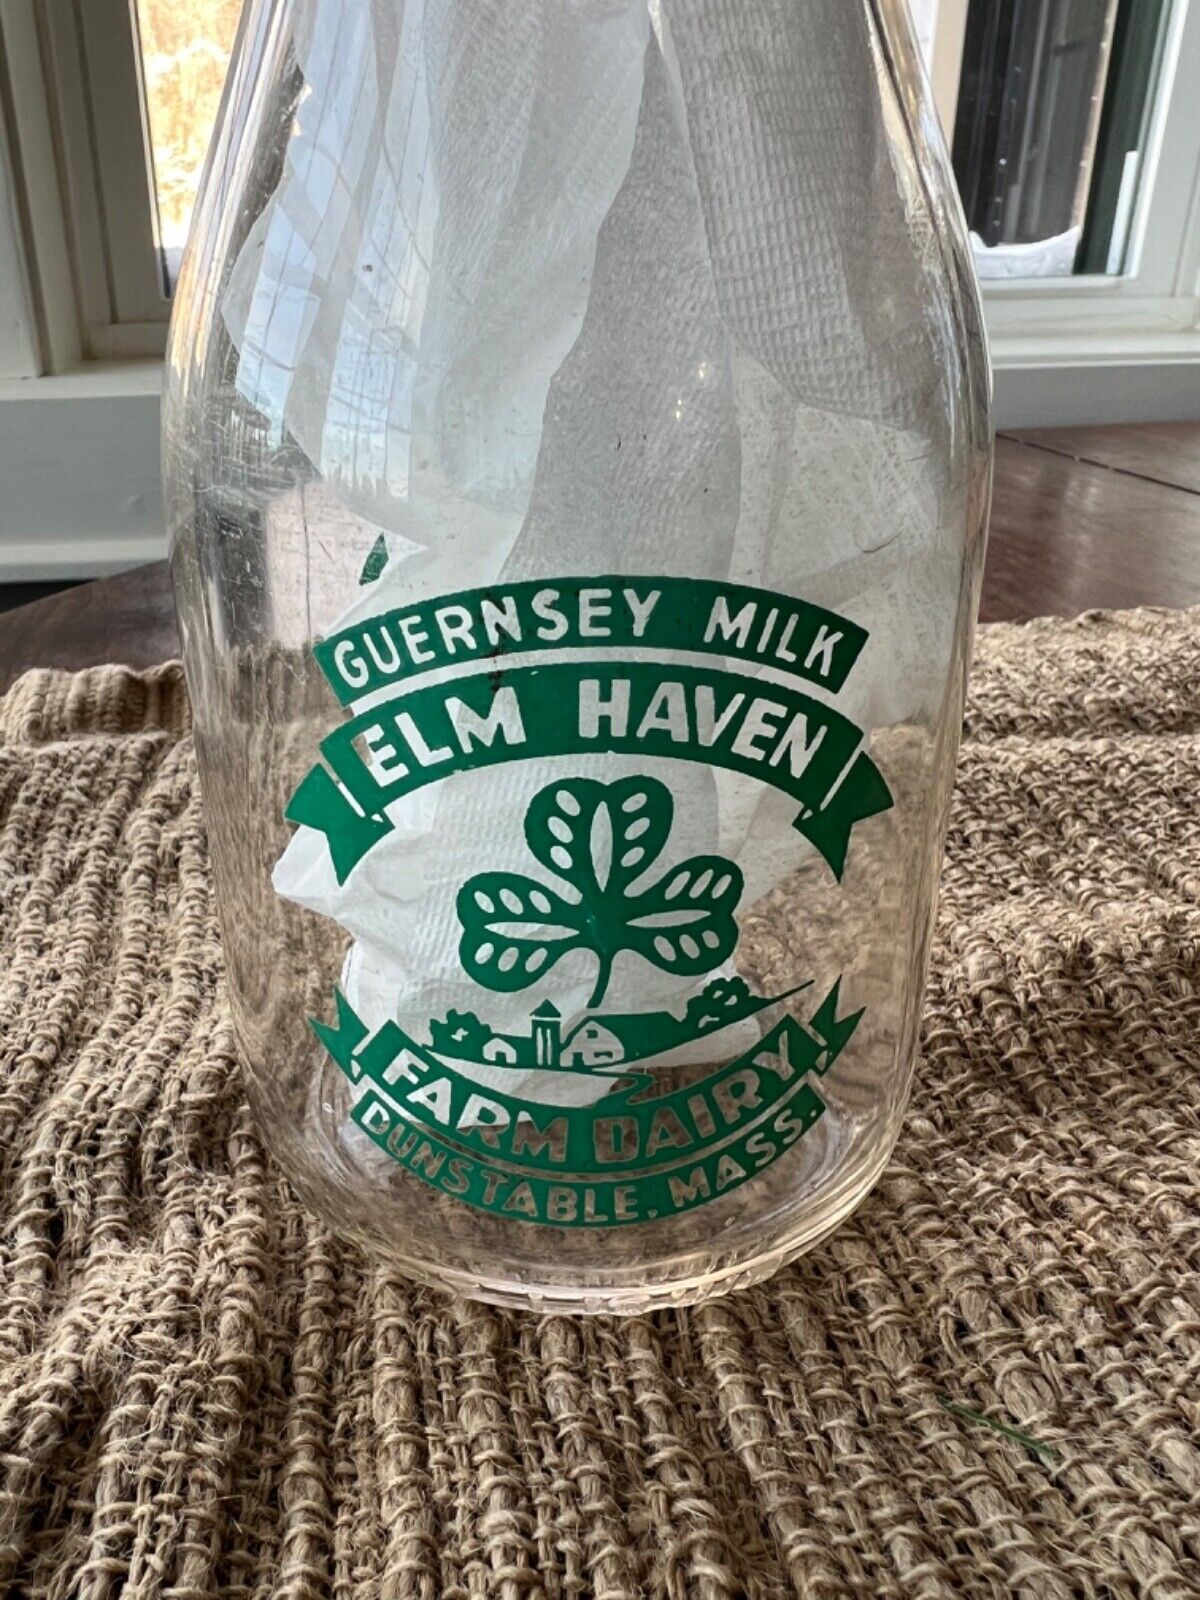 GUERNSEY MILK
ELM HAVEN
FARM DAIRY
DUNSTABLE, MASS.